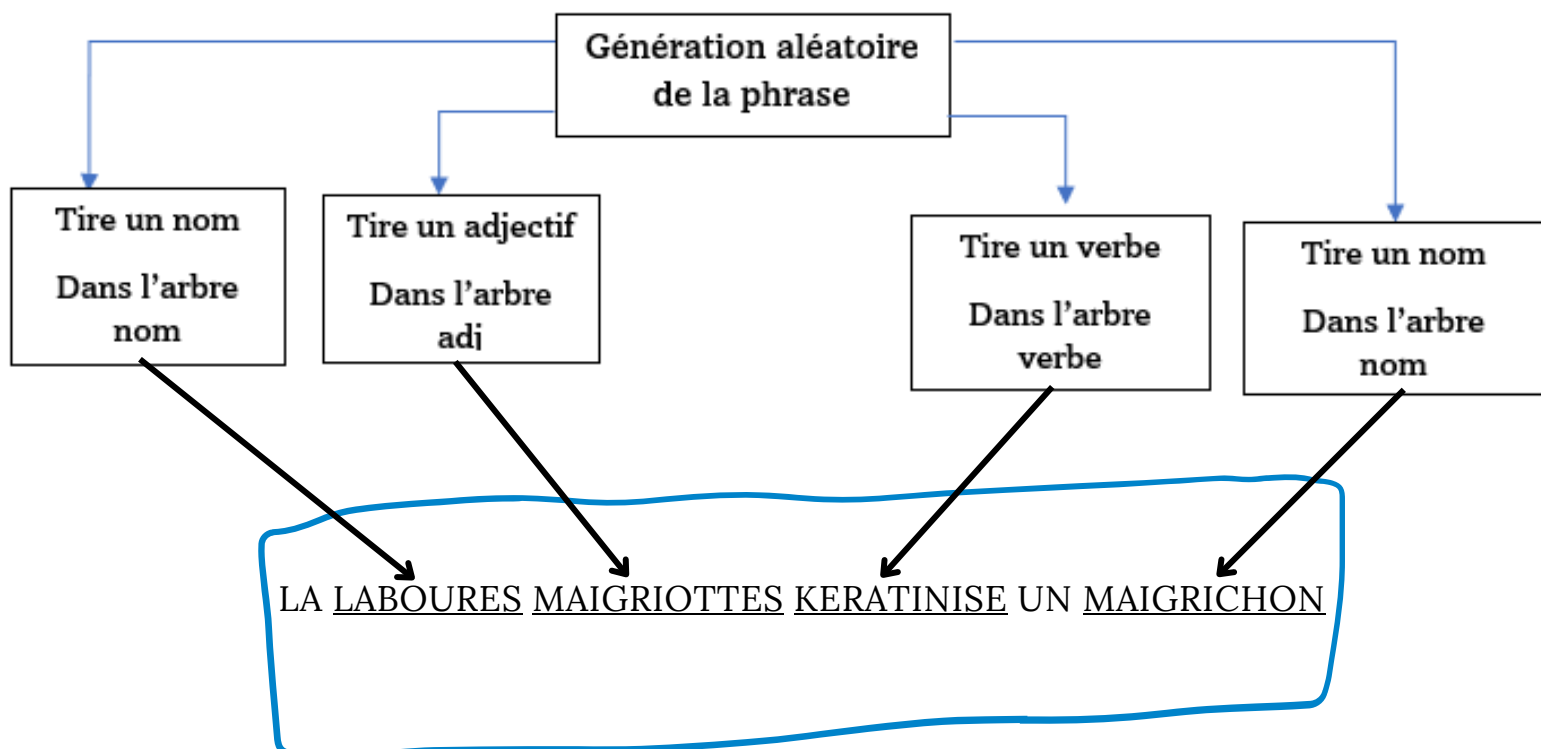 Génération aléatoire
de la phrase
Tire un nom
Dans l'arbre
nom
Tire un adjectif
Dans l'arbre
adj
Tire un verbe
Dans l'arbre
verbe
Tire un nom
Dans l'arbre
nom
LA LABOURES MAIGRIOTTES KERATINISE UN MAIGRICHON